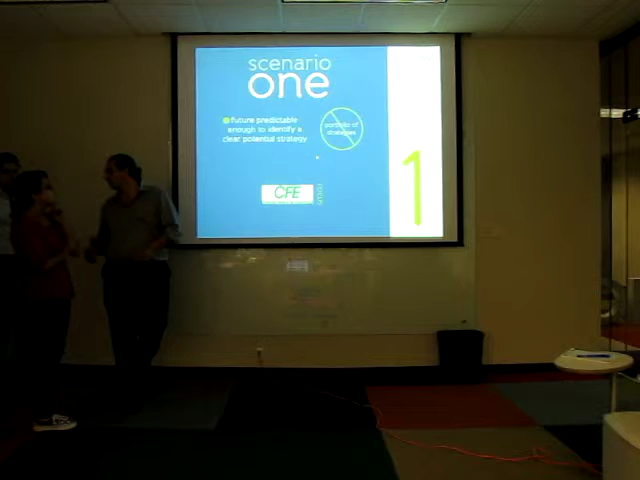 scenario
one
future predictable
enough to identify a
clear potential strategy
portfolio of
strategies
CFE
1